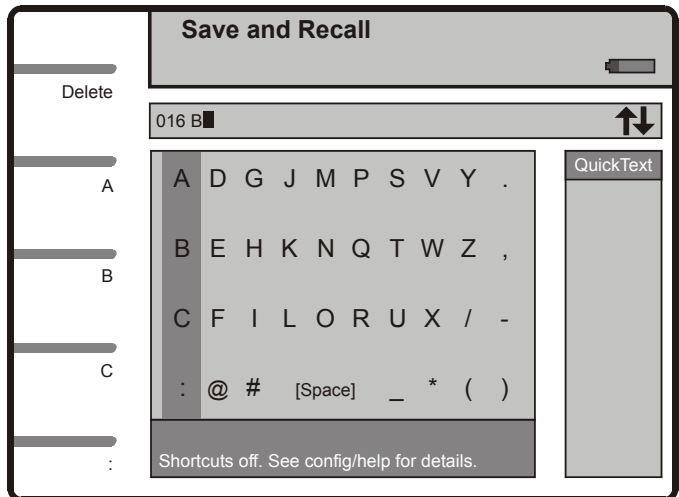 Save and Recall
Delete
016 B
QuickText
A
A D G J M P S V Y .
B
B E H K N Q T W Z ,
C
C F I L O R U X / -
:
: @ # [Space] _ * ( )
Shortcuts off. See config/help for details.